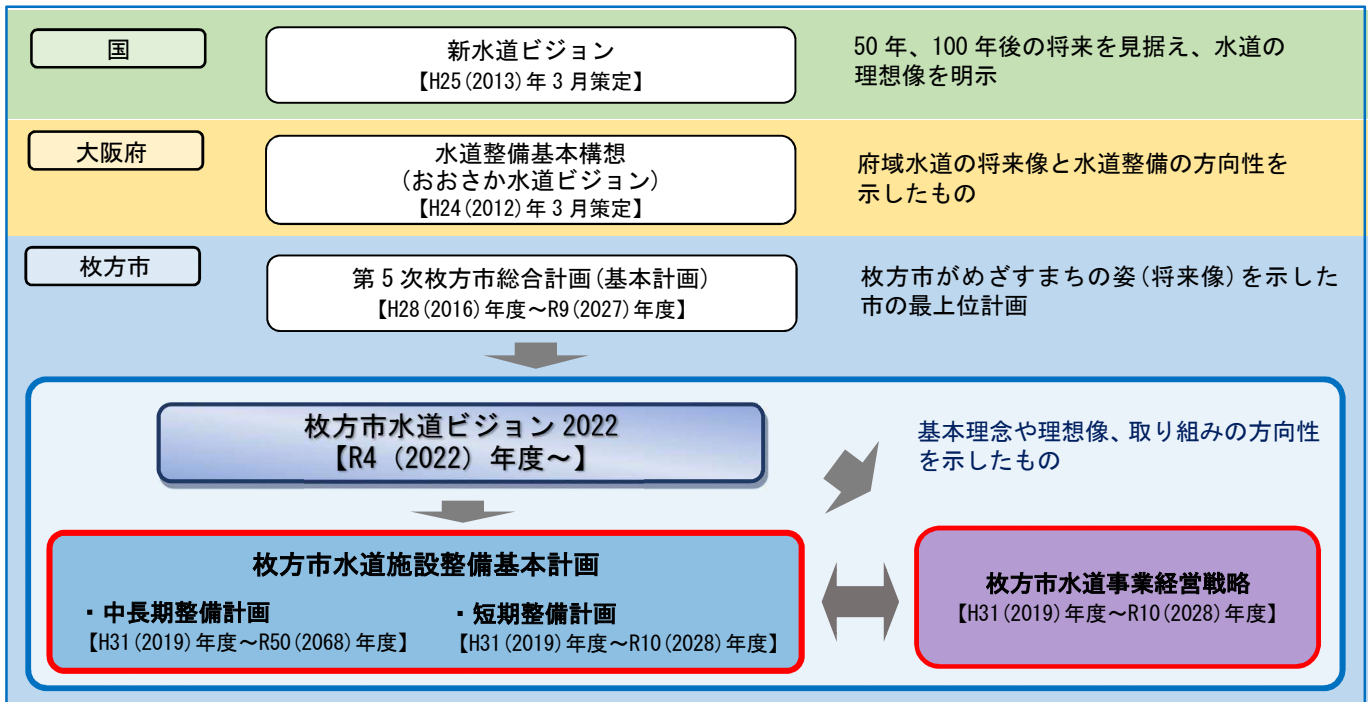 国
新水道ビジョン
【H25(2013)年3月策定】
50年、100年後の将来を見据え、水道の
理想像を明示
大阪府
水道整備基本構想
(おおさか水道ビジョン)
【H24(2012)年3月策定】
府域水道の将来像と水道整備の方向性を
示したもの
枚方市
第5次枚方市総合計画(基本計画)
【H28(2016)年度～R9(2027)年度】
枚方市がめざすまちの姿(将来像)を示した
市の最上位計画
枚方市水道ビジョン2022
【R4（2022）年度～】
基本理念や理想像、取り組みの方向性
を示したもの
枚方市水道施設整備基本計画
・中長期整備計画
【H31(2019)年度～R50(2068)年度】
・短期整備計画
【H31(2019)年度～R10(2028)年度】
枚方市水道事業経営戦略
【H31(2019)年度～R10(2028)年度】